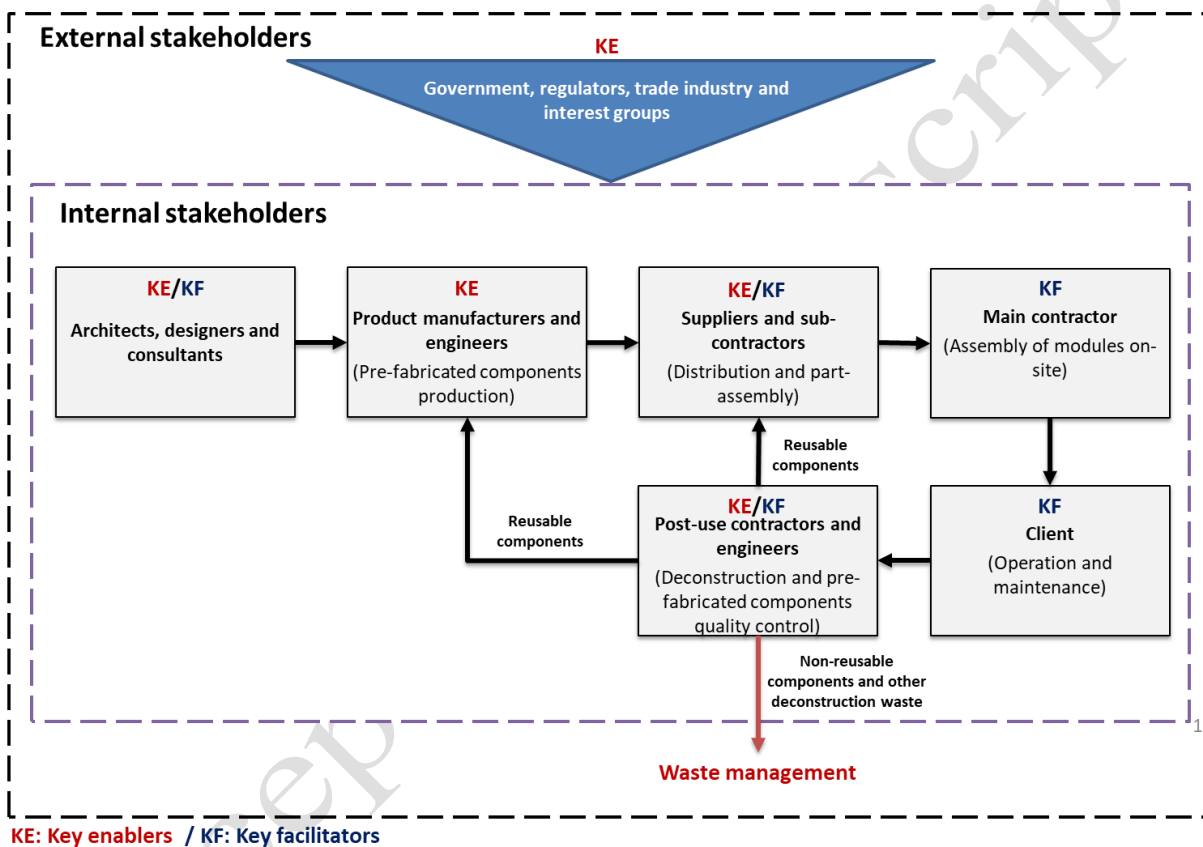 External stakeholders
KE
Government, regulators, trade industry and
interest groups
Internal stakeholders
KE/KF
Architects, designers and
consultants
KE
Product manufacturers and
engineers
(Pre-fabricated components
production)
KE/KF
Suppliers and sub-
contractors
(Distribution and part-
assembly)
KF
Main contractor
(Assembly of modules on-
site)
Reusable
components
Reusable
components
KE/KF
Post-use contractors and
engineers
(Deconstruction and pre-
fabricated components
quality control)
KF
Client
(Operation and
maintenance)
Non-reusable
components and other
deconstruction waste
1
Waste management
KE: Key enablers / KF: Key facilitators